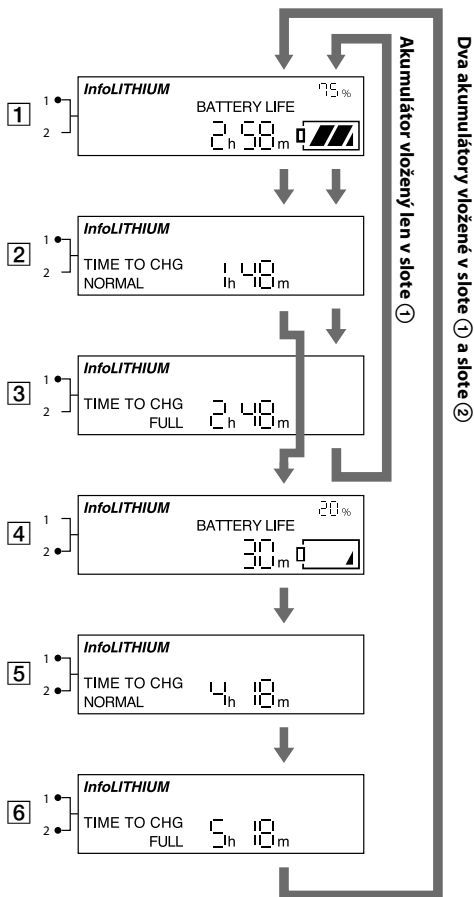 Dva akumulátory vložené v slote ① a slote ②
Akumulátor vložený len v slote ①
1
1
2
InfoLITHIUM
75 %
BATTERY LIFE
2h 58m
2
1
2
InfoLITHIUM
TIME TO CHG
NORMAL 1h 48m
3
1
2
InfoLITHIUM
TIME TO CHG
FULL 2h 48m
4
1
2
InfoLITHIUM
20 %
BATTERY LIFE
30 m
5
1
2
InfoLITHIUM
TIME TO CHG
NORMAL 4h 18m
6
1
2
InfoLITHIUM
TIME TO CHG
FULL 5h 18m